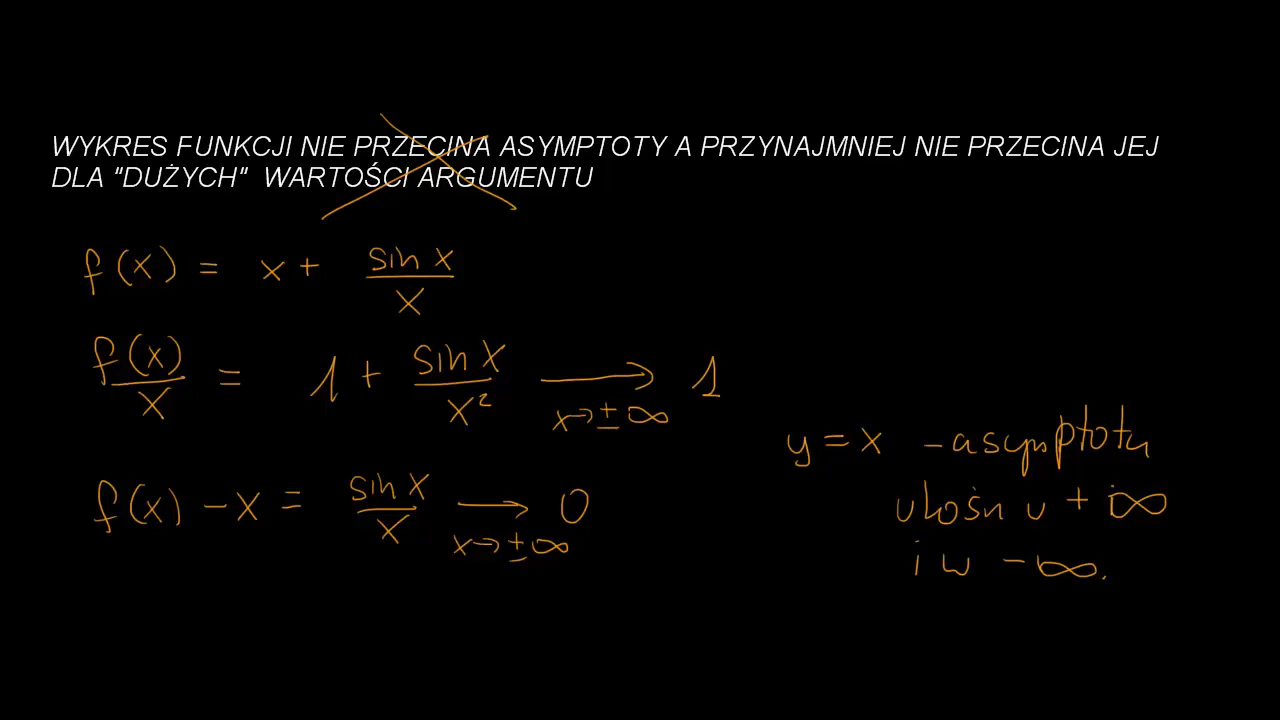 WYKRES FUNKCJI NIE PRZECINA ASYMPTOTY A PRZYNAJMNIEJ NIE PRZECINA JEJ
DLA "DUŻYCH" WARTOŚCI ARGUMENTU
f(x) = x + sin x / x
f(x) / x = 1 + sin x / x² → 1 x→±∞
y = x - asymptota
f(x) - x = sin x / x → 0 x→±∞
ukośna w + ∞
i w - ∞.